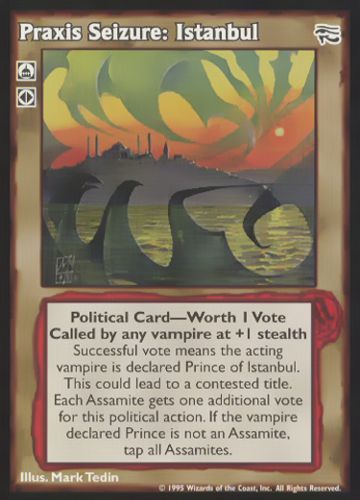 Praxis Seizure: Istanbul
Political Card—Worth 1 Vote
Called by any vampire at +1 stealth
Successful vote means the acting
vampire is declared Prince of Istanbul.
This could lead to a contested title.
Each Assamite gets one additional vote
for this political action. If the vampire
declared Prince is not an Assamite,
tap all Assamites.
Illus. Mark Tedin
© 1995 Wizards of the Coast, Inc. All Rights Reserved.